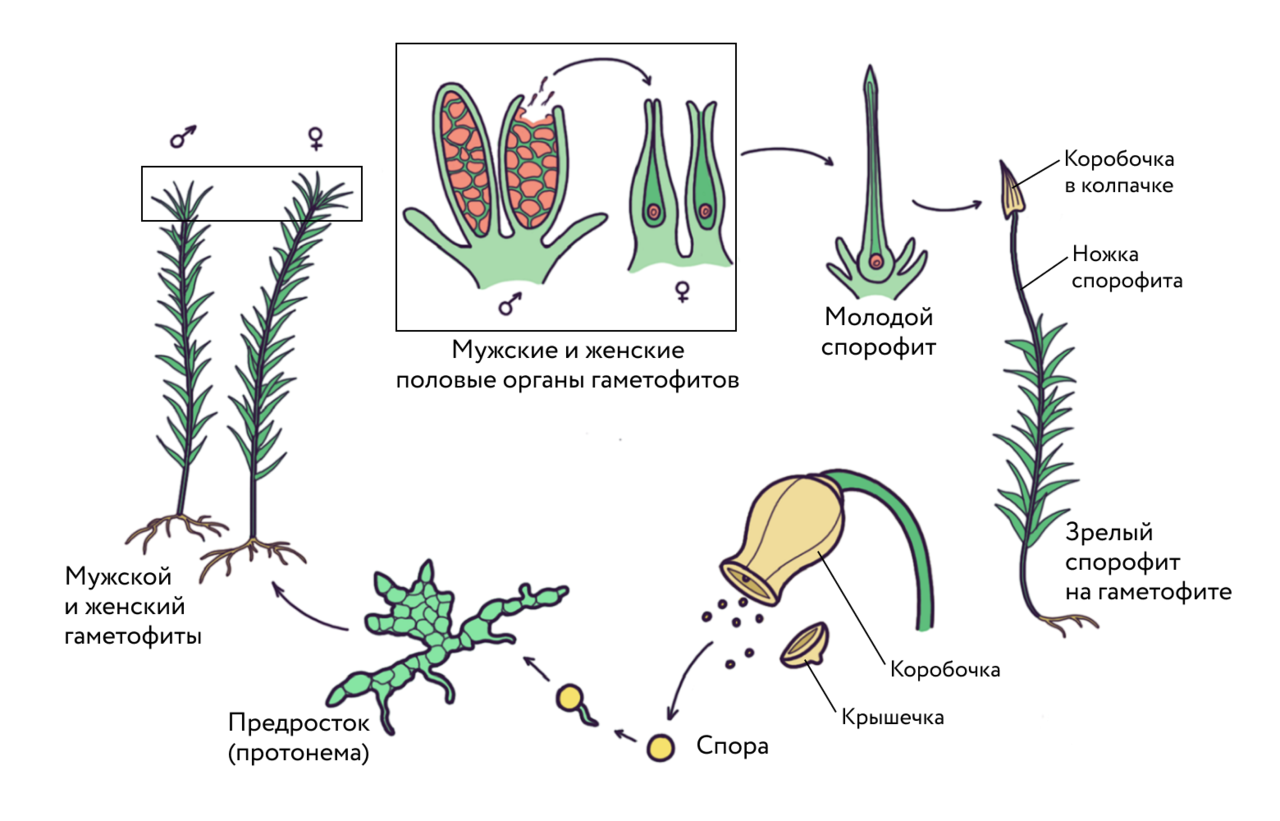 ♂ ♀
Коробочка
в колпачке
Ножка
спорофита
♂ ♀
Мужские и женские
половые органы гаметофитов
Молодой
спорофит
Зрелый
спорофит
на гаметофите
Мужской
и женский
гаметофиты
Коробочка
Крышечка
Спора
Предросток
(протонема)